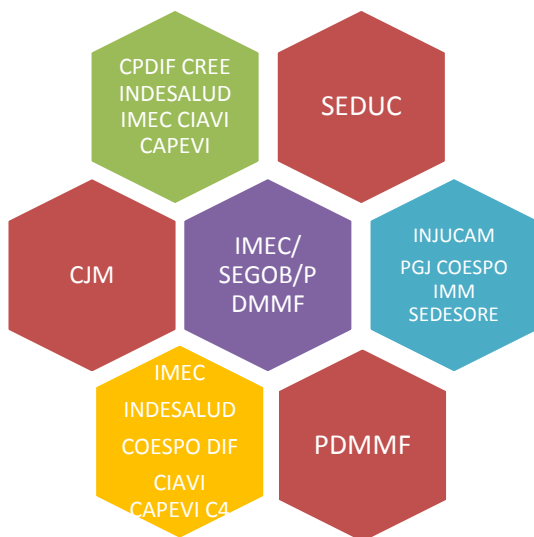 CPDIF CREE
INDESALUD
IMEC CIAVI
CAPEVI
SEDUC
CJM
IMEC/
SEGOB/P
DMMF
INJUCAM
PGJ COESPO
IMM
SEDESORE
IMEC
INDESALUD
COESPO DIF
CIAVI
CAPEVI C4
PDMMF